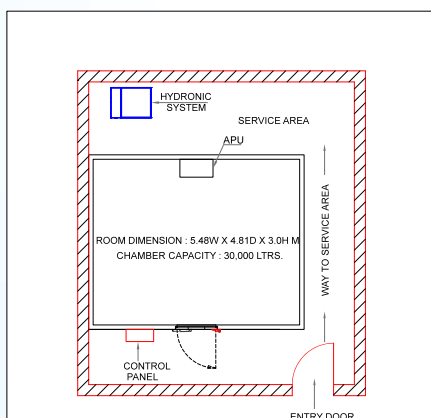 HYDRONIC
SYSTEM
SERVICE AREA
APU
ROOM DIMENSION : 5.48W X 4.81D X 3.0H M
CHAMBER CAPACITY : 30,000 LTRS.
WAY TO SERVICE AREA
CONTROL
PANEL
ENTRY DOOR